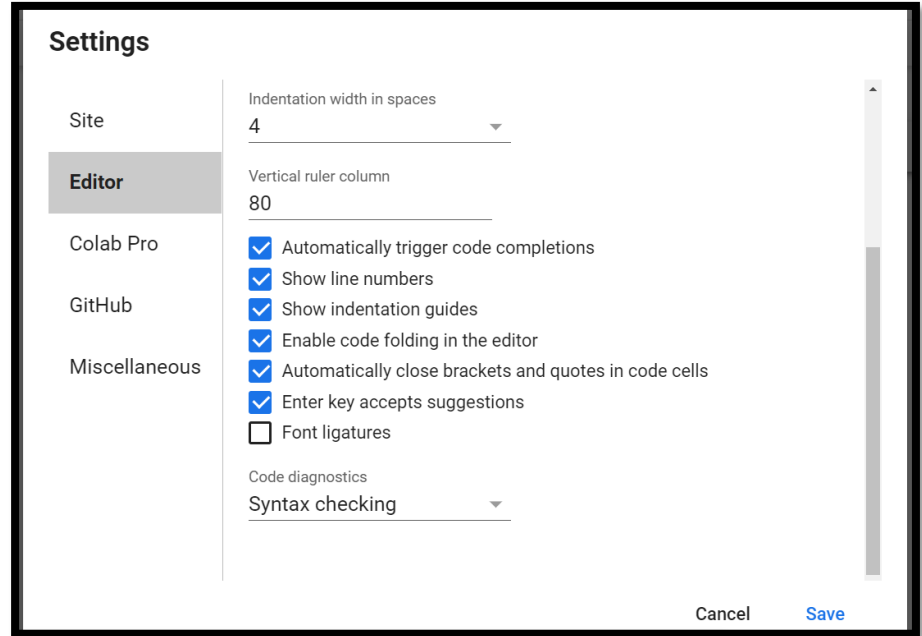 Settings
Site
Editor
Colab Pro
GitHub
Miscellaneous
Indentation width in spaces
4
Vertical ruler column
80
Automatically trigger code completions
Show line numbers
Show indentation guides
Enable code folding in the editor
Automatically close brackets and quotes in code cells
Enter key accepts suggestions
Font ligatures
Code diagnostics
Syntax checking
Cancel Save